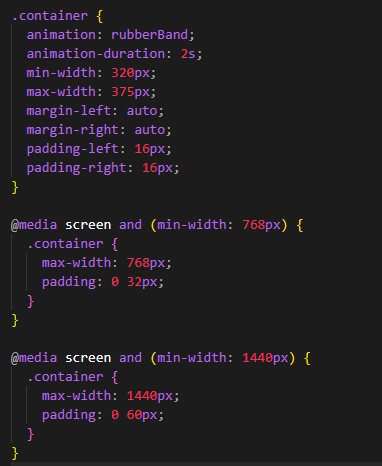 .container {
  animation: rubberBand;
  animation-duration: 2s;
  min-width: 320px;
  max-width: 375px;
  margin-left: auto;
  margin-right: auto;
  padding-left: 16px;
  padding-right: 16px;
}

@media screen and (min-width: 768px) {
  .container {
    max-width: 768px;
    padding: 0 32px;
  }
}

@media screen and (min-width: 1440px) {
  .container {
    max-width: 1440px;
    padding: 0 60px;
  }
}